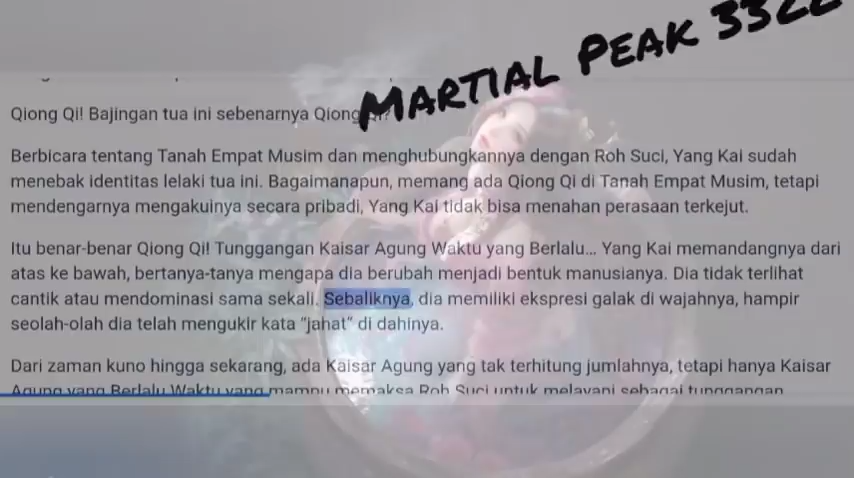 MARTIAL PEAK 332
Qiong Qi! Bajingan tua ini sebenarnya Qiong
Berbicara tentang Tanah Empat Musim dan menghubungkannya dengan Roh Suci, Yang Kai sudah
menebak identitas lelaki tua ini. Bagaimanapun, memang ada Qiong Qi di Tanah Empat Musim, tetapi
mendengarnya mengakuinya secara pribadi, Yang Kai tidak bisa menahan perasaan terkejut.
Itu benar-benar Qiong Qi! Tunggangan Kaisar Agung Waktu yang Berlalu... Yang Kai memandangnya dari
atas ke bawah, bertanya-tanya mengapa dia berubah menjadi bentuk manusianya. Dia tidak terlihat
cantik atau mendominasi sama sekali. Sebaliknya, dia memiliki ekspresi galak di wajahnya, hampir
seolah-olah dia telah mengukir kata "jahat" di dahinya.
Dari zaman kuno hingga sekarang, ada Kaisar Agung yang tak terhitung jumlahnya, tetapi hanya Kaisar
Agung yang Berlalu Waktu yang mampu memaksa Roh Suci untuk melayani sebagai tunggangan